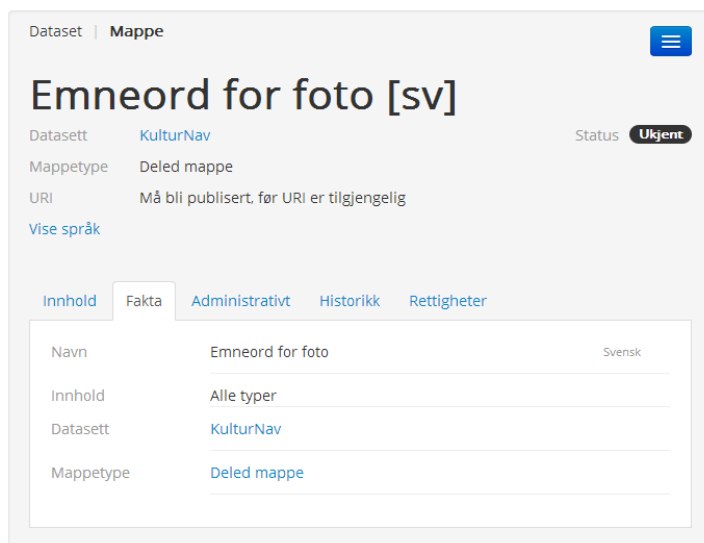 Dataset | Mappe
Emneord for foto [sv]
Datasett KulturNav Status Ukjent
Mappetype Deled mappe
URI Må bli publisert, før URI er tilgjengelig
Vise språk
Innhold Fakta Administrativt Historikk Rettigheter
Navn Emneord for foto Svensk
Innhold Alle typer
Datasett KulturNav
Mappetype Deled mappe